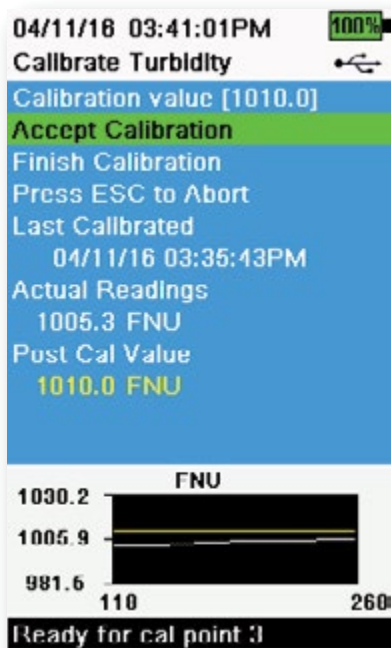 04/11/16 03:41:01PM 100%
Calibrate Turbidity
Calibration value [1010.0]
Accept Calibration
Finish Calibration
Press ESC to Abort
Last Calibrated
04/11/16 03:35:43PM
Actual Readings
1005.3 FNU
Post Cal Value
1010.0 FNU
FNU
1030.2
1005.9
981.6
110 260
Ready for cal point 3